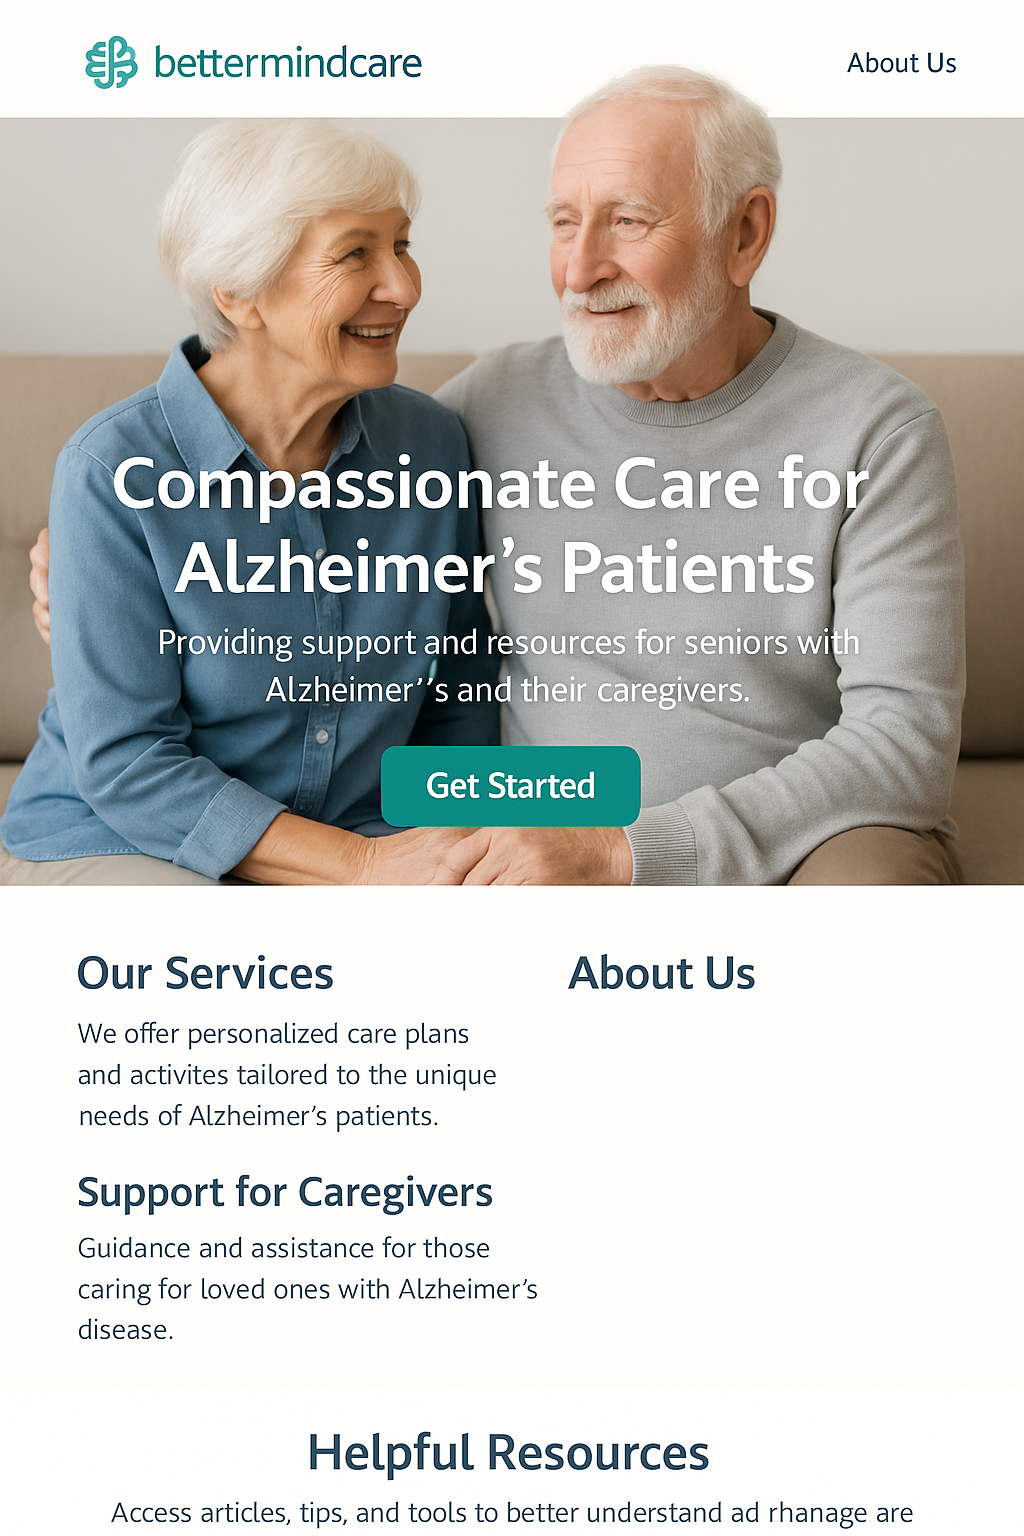 bettermindcare
About Us
Compassionate Care for
Alzheimer’s Patients
Providing support and resources for seniors with
Alzheimer’’s and their caregivers.
Get Started
Our Services
We offer personalized care plans
and activites tailored to the unique
needs of Alzheimer’s patients.
Support for Caregivers
Guidance and assistance for those
caring for loved ones with Alzheimer’s
disease.
About Us
Helpful Resources
Access articles, tips, and tools to better understand ad rhanage are